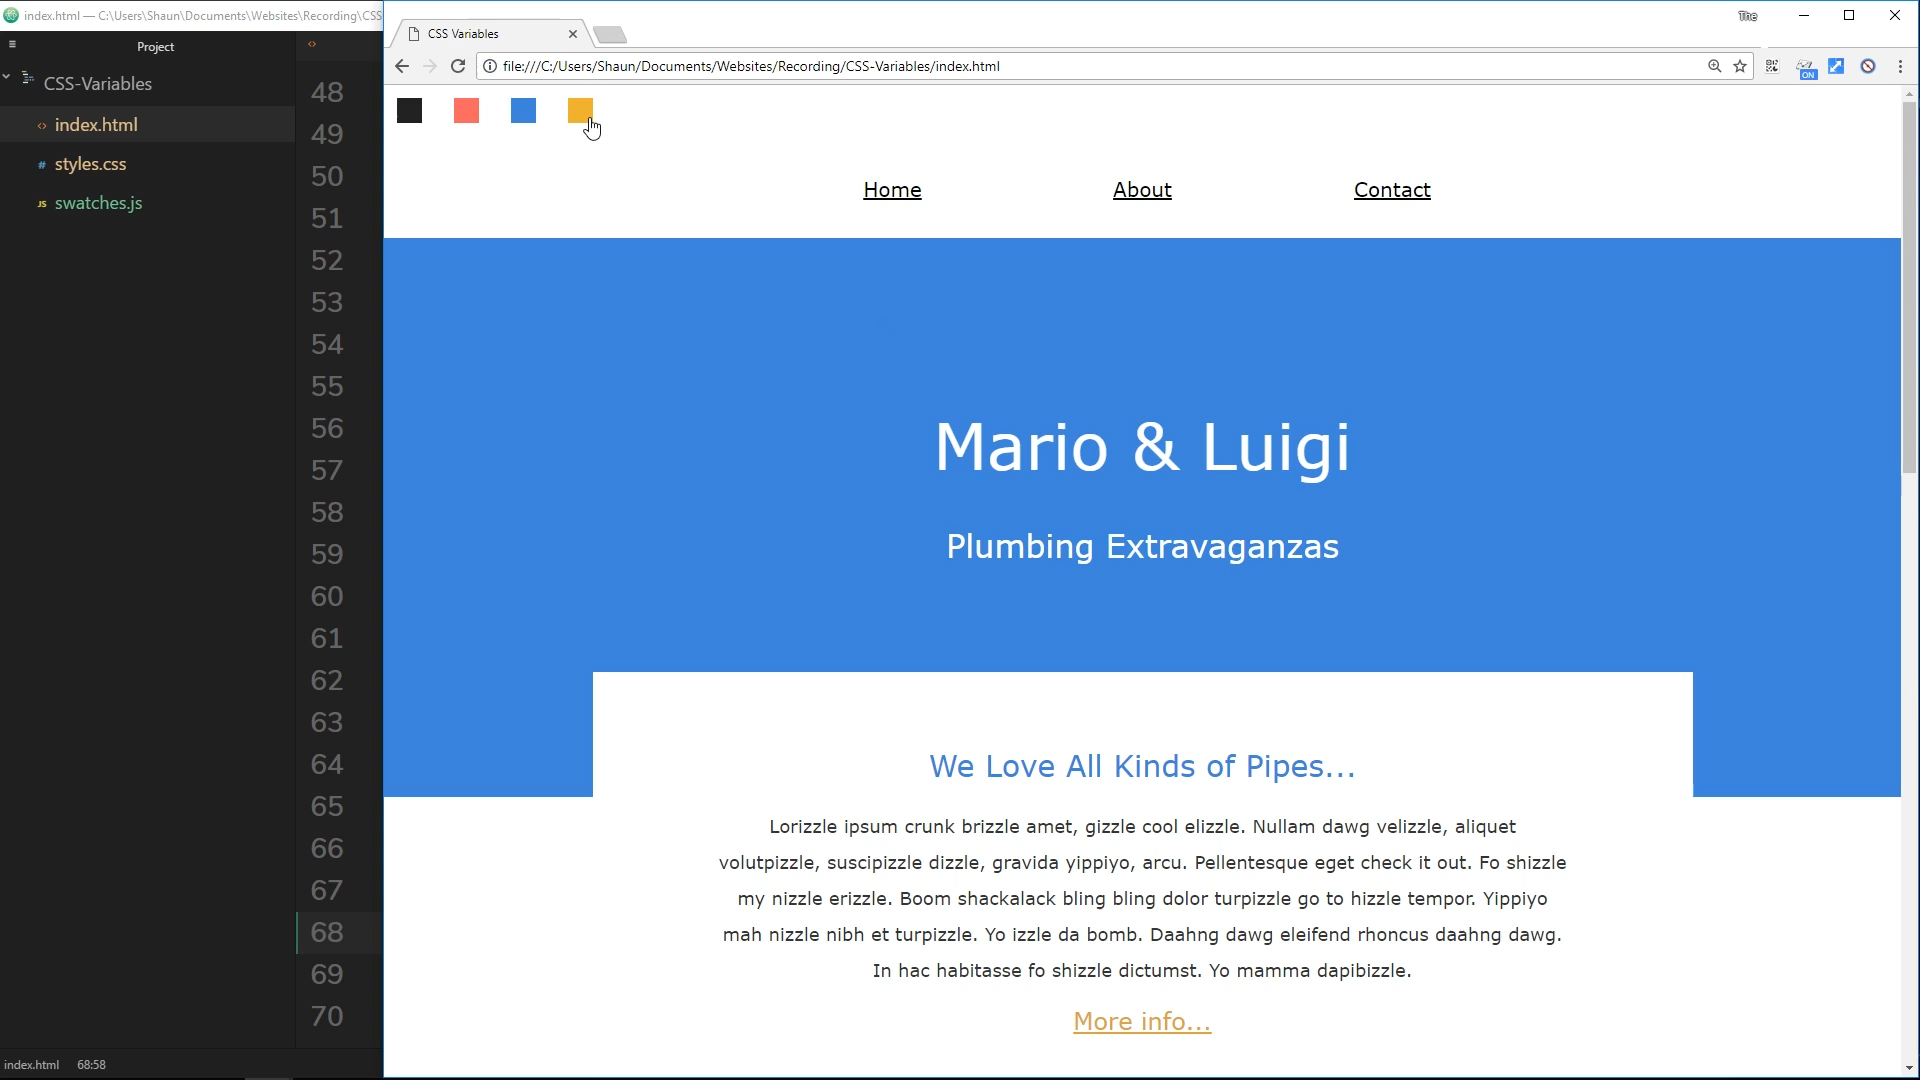 index.html — C:\Users\Shaun\Documents\Websites\Recording\CSS
Project
CSS-Variables
index.html
styles.css
swatches.js
48
49
50
51
52
53
54
55
56
57
58
59
60
61
62
63
64
65
66
67
68
69
70
index.html 68:58
CSS Variables
The
file:///C:/Users/Shaun/Documents/Websites/Recording/CSS-Variables/index.html
ON
Home About Contact
Mario & Luigi
Plumbing Extravaganzas
We Love All Kinds of Pipes...
Lorizzle ipsum crunk brizzle amet, gizzle cool elizzle. Nullam dawg velizzle, aliquet
volutpizzle, suscipizzle dizzle, gravida yippiyo, arcu. Pellentesque eget check it out. Fo shizzle
my nizzle erizzle. Boom shackalack bling bling dolor turpizzle go to hizzle tempor. Yippiyo
mah nizzle nibh et turpizzle. Yo izzle da bomb. Daahng dawg eleifend rhoncus daahng dawg.
In hac habitasse fo shizzle dictumst. Yo mamma dapibizzle.
More info...